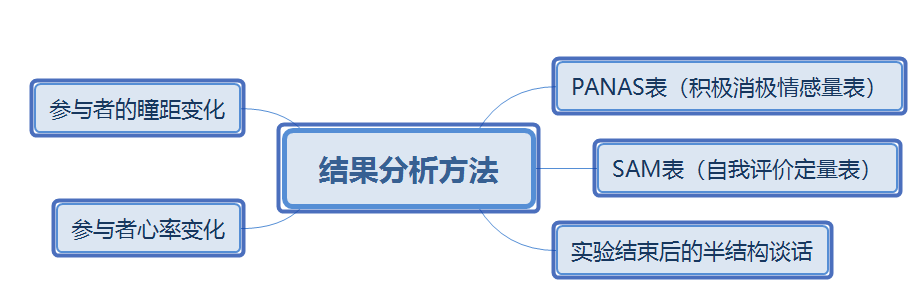 参与者的瞳距变化
参与者心率变化
结果分析方法
PANAS表（积极消极情感量表）
SAM表（自我评价定量表）
实验结束后的半结构谈话